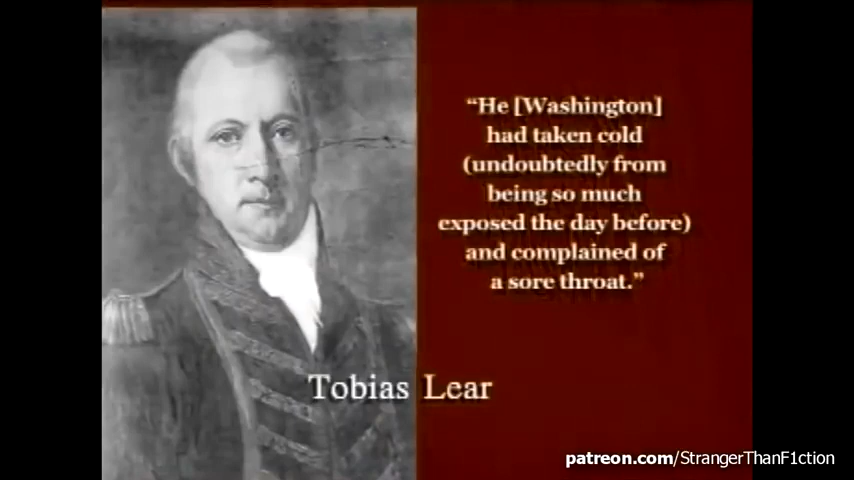 “He [Washington]
had taken cold
(undoubtedly from
being so much
exposed the day before)
and complained of
a sore throat.”
Tobias Lear
patreon.com/StrangerThanF1ction